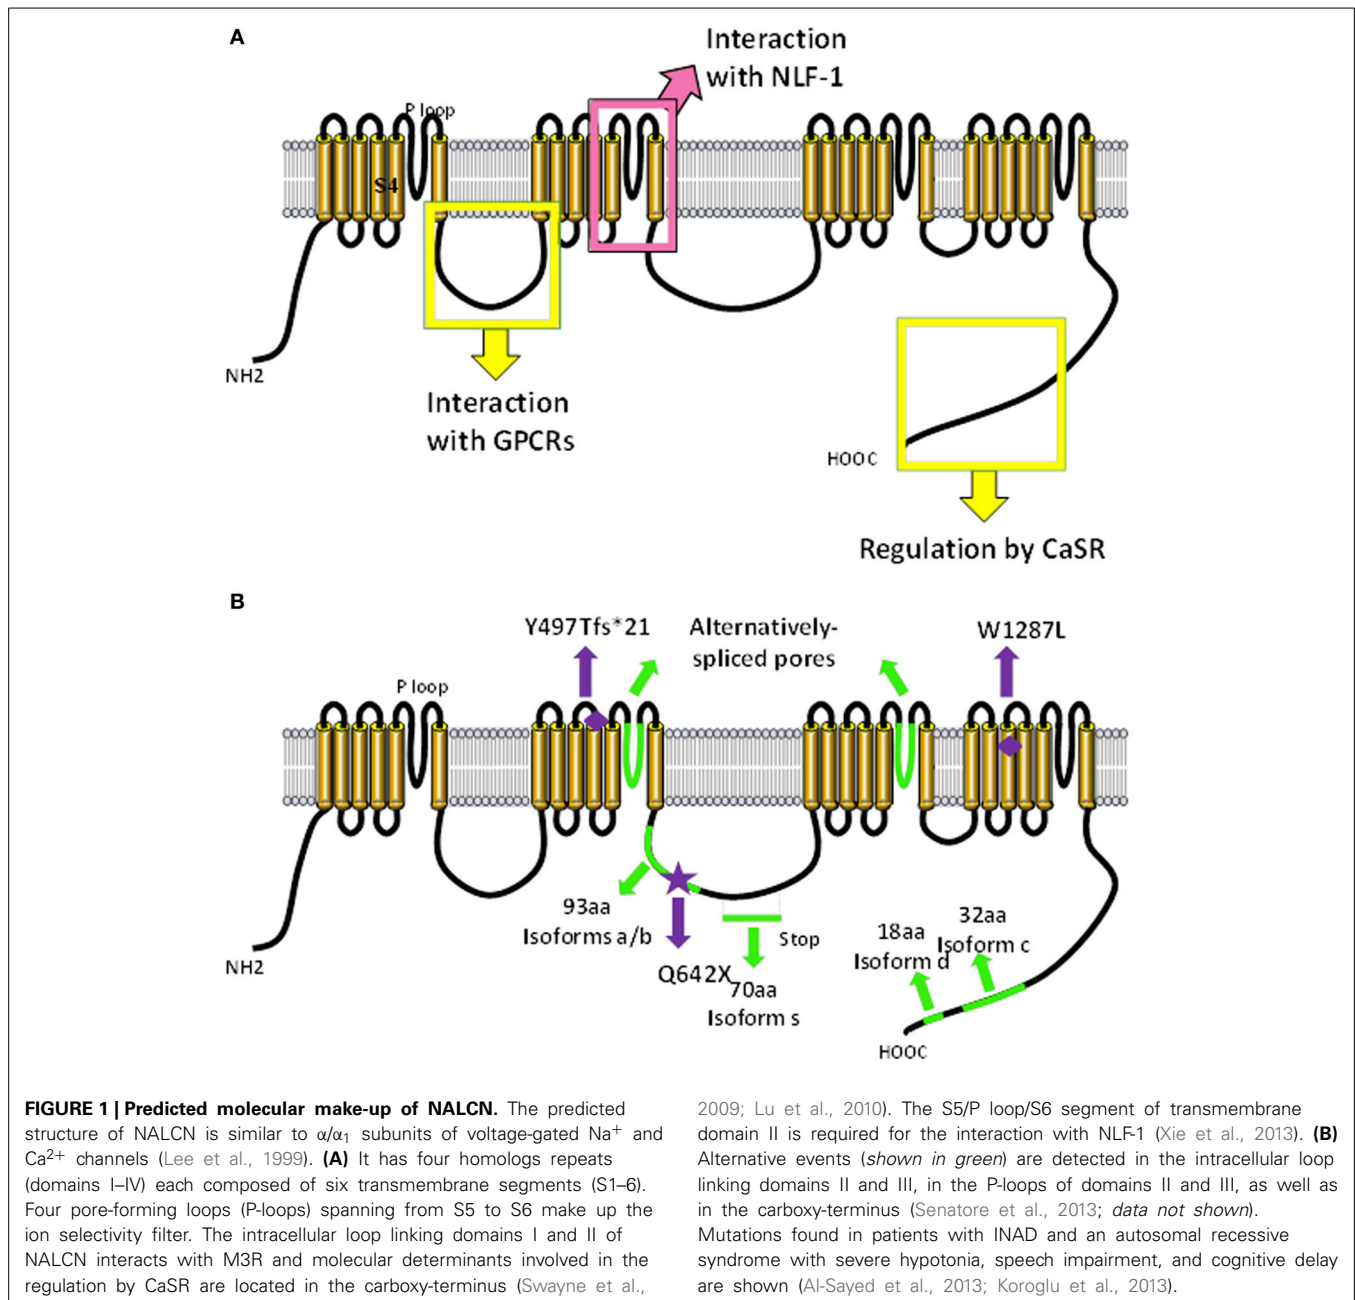 A
Interaction
with NLF-1
P loop
S4
NH2
Interaction
with GPCRs
HOOC
Regulation by CaSR
B
Y497Tfs*21
Alternatively-
spliced pores
W1287L
P loop
93aa
Isoforms a/b
Q642X
70aa
Isoform s
Stop
18aa
Isoform d
32aa
Isoform c
NH2
HOOC
FIGURE 1 | Predicted molecular make-up of NALCN. The predicted
structure of NALCN is similar to α/α₁ subunits of voltage-gated Na⁺ and
Ca²⁺ channels (Lee et al., 1999). (A) It has four homologs repeats
(domains I–IV) each composed of six transmembrane segments (S1–6).
Four pore-forming loops (P-loops) spanning from S5 to S6 make up the
ion selectivity filter. The intracellular loop linking domains I and II of
NALCN interacts with M3R and molecular determinants involved in the
regulation by CaSR are located in the carboxy-terminus (Swayne et al.,
2009; Lu et al., 2010). The S5/P loop/S6 segment of transmembrane
domain II is required for the interaction with NLF-1 (Xie et al., 2013). (B)
Alternative events (shown in green) are detected in the intracellular loop
linking domains II and III, in the P-loops of domains II and III, as well as
in the carboxy-terminus (Senatore et al., 2013; data not shown).
Mutations found in patients with INAD and an autosomal recessive
syndrome with severe hypotonia, speech impairment, and cognitive delay
are shown (Al-Sayed et al., 2013; Koroglu et al., 2013).